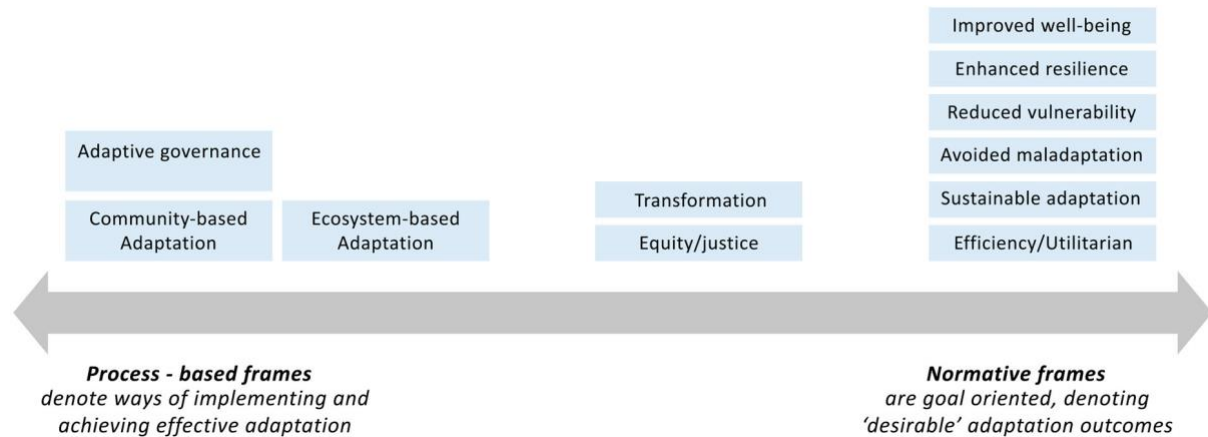 Improved well-being
Enhanced resilience
Reduced vulnerability
Adaptive governance
Avoided maladaptation
Transformation
Sustainable adaptation
Community-based
Adaptation
Ecosystem-based
Adaptation
Equity/justice
Efficiency/Utilitarian
Process - based frames
denote ways of implementing and
achieving effective adaptation
Normative frames
are goal oriented, denoting
‘desirable’ adaptation outcomes